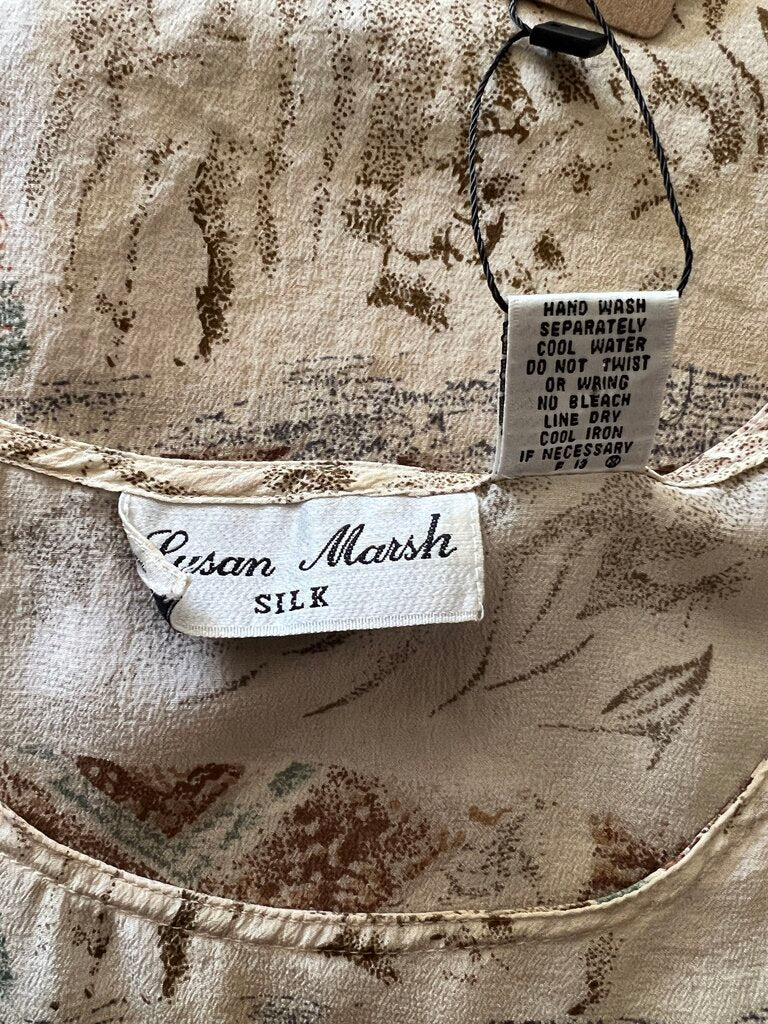 HAND WASH
SEPARATELY
COOL WATER
DO NOT TWIST
OR WRING
NO BLEACH
LINE DRY
COOL IRON
IF NECESSARY
Susan Marsh
SILK